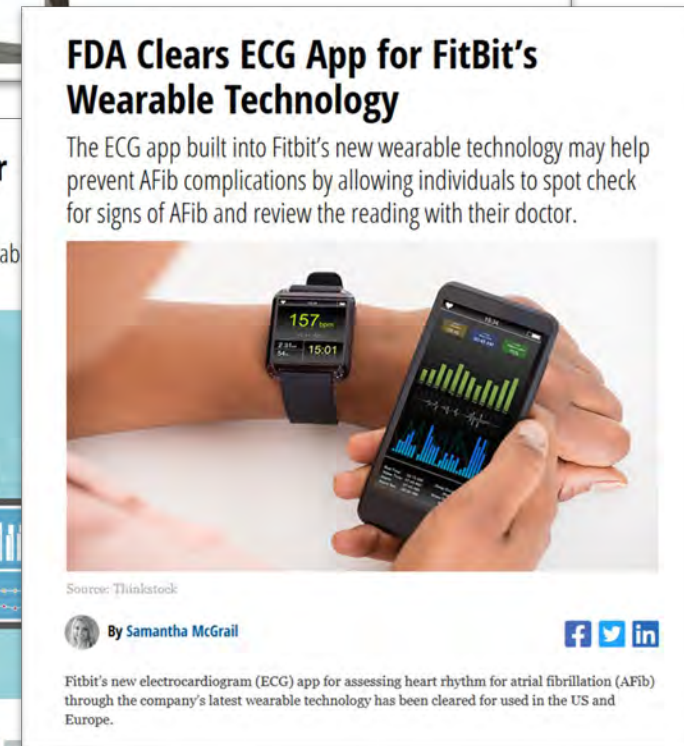 FDA Clears ECG App for FitBit's
Wearable Technology
The ECG app built into Fitbit's new wearable technology may help
prevent AFib complications by allowing individuals to spot check
for signs of AFib and review the reading with their doctor.
r
ab
157 bpm
15:01
Source: Thinkstock
By Samantha McGrail
f in
Fitbit's new electrocardiogram (ECG) app for assessing heart rhythm for atrial fibrillation (AFib)
through the company's latest wearable technology has been cleared for used in the US and
Europe.